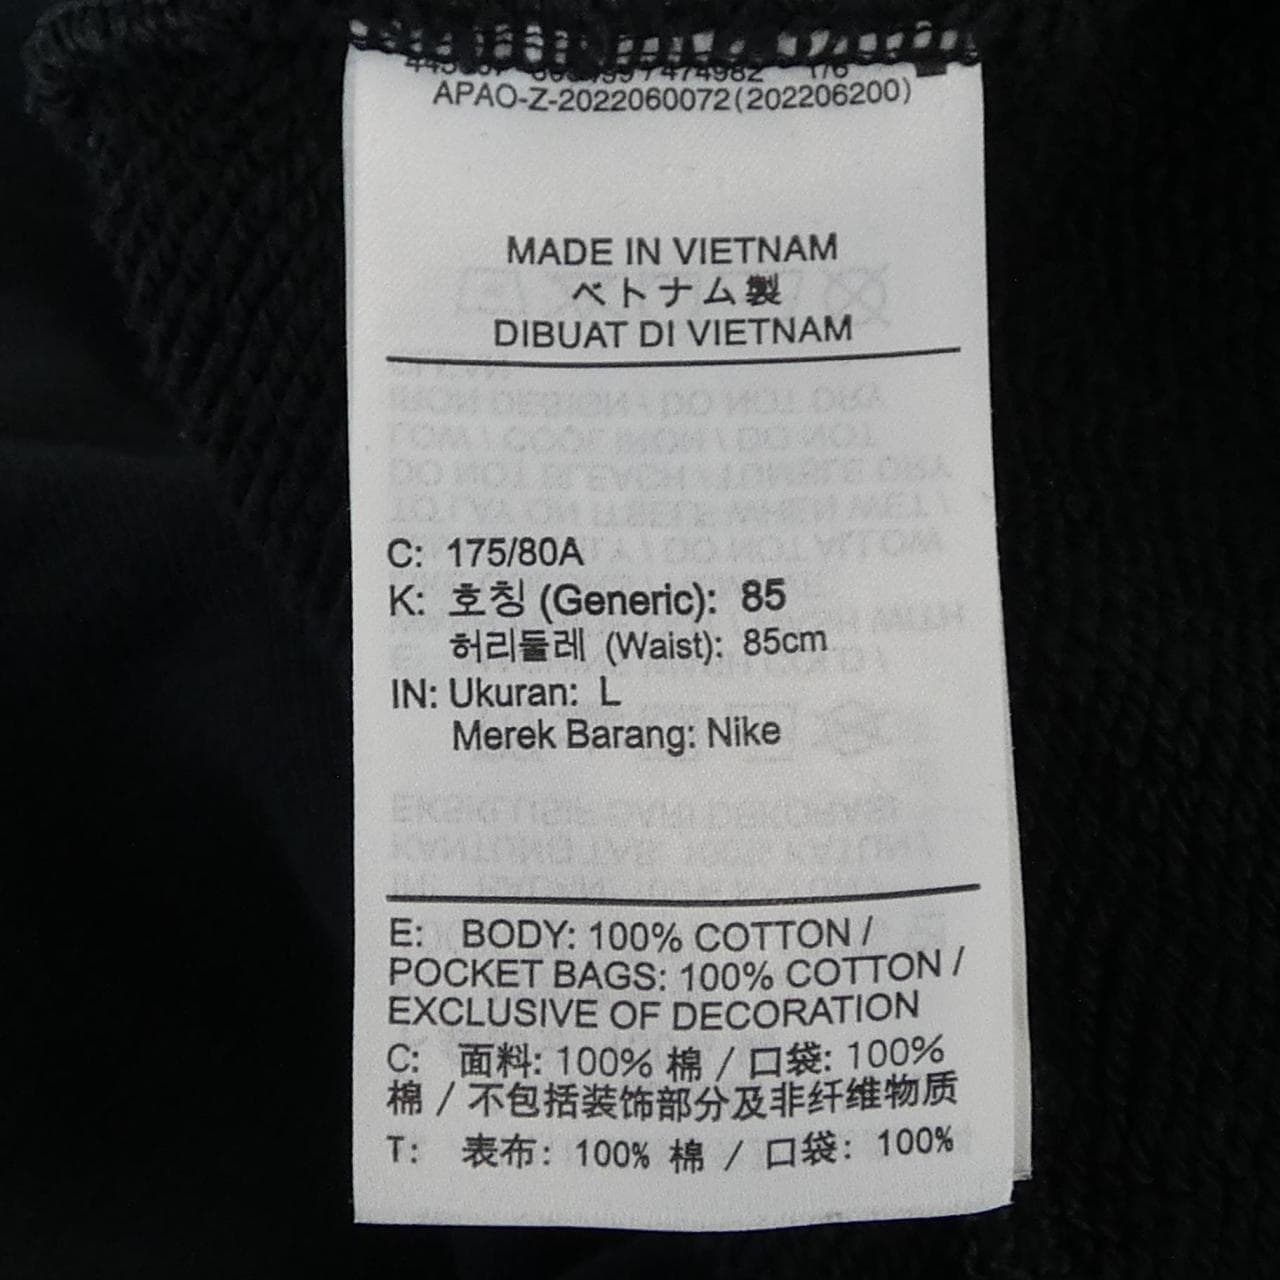 474982 1/6
APAO-Z-2022060072(202206200)
MADE IN VIETNAM
ベトナム製
DIBUAT DI VIETNAM
C: 175/80A
K: 호칭 (Generic): 85
허리둘레 (Waist): 85cm
IN: Ukuran: L
Merek Barang: Nike
E: BODY: 100% COTTON /
POCKET BAGS: 100% COTTON /
EXCLUSIVE OF DECORATION
C: 面料: 100% 棉 / 口袋: 100%
棉 / 不包括装饰部分及非纤维物质
T: 表布: 100% 棉 / 口袋: 100%